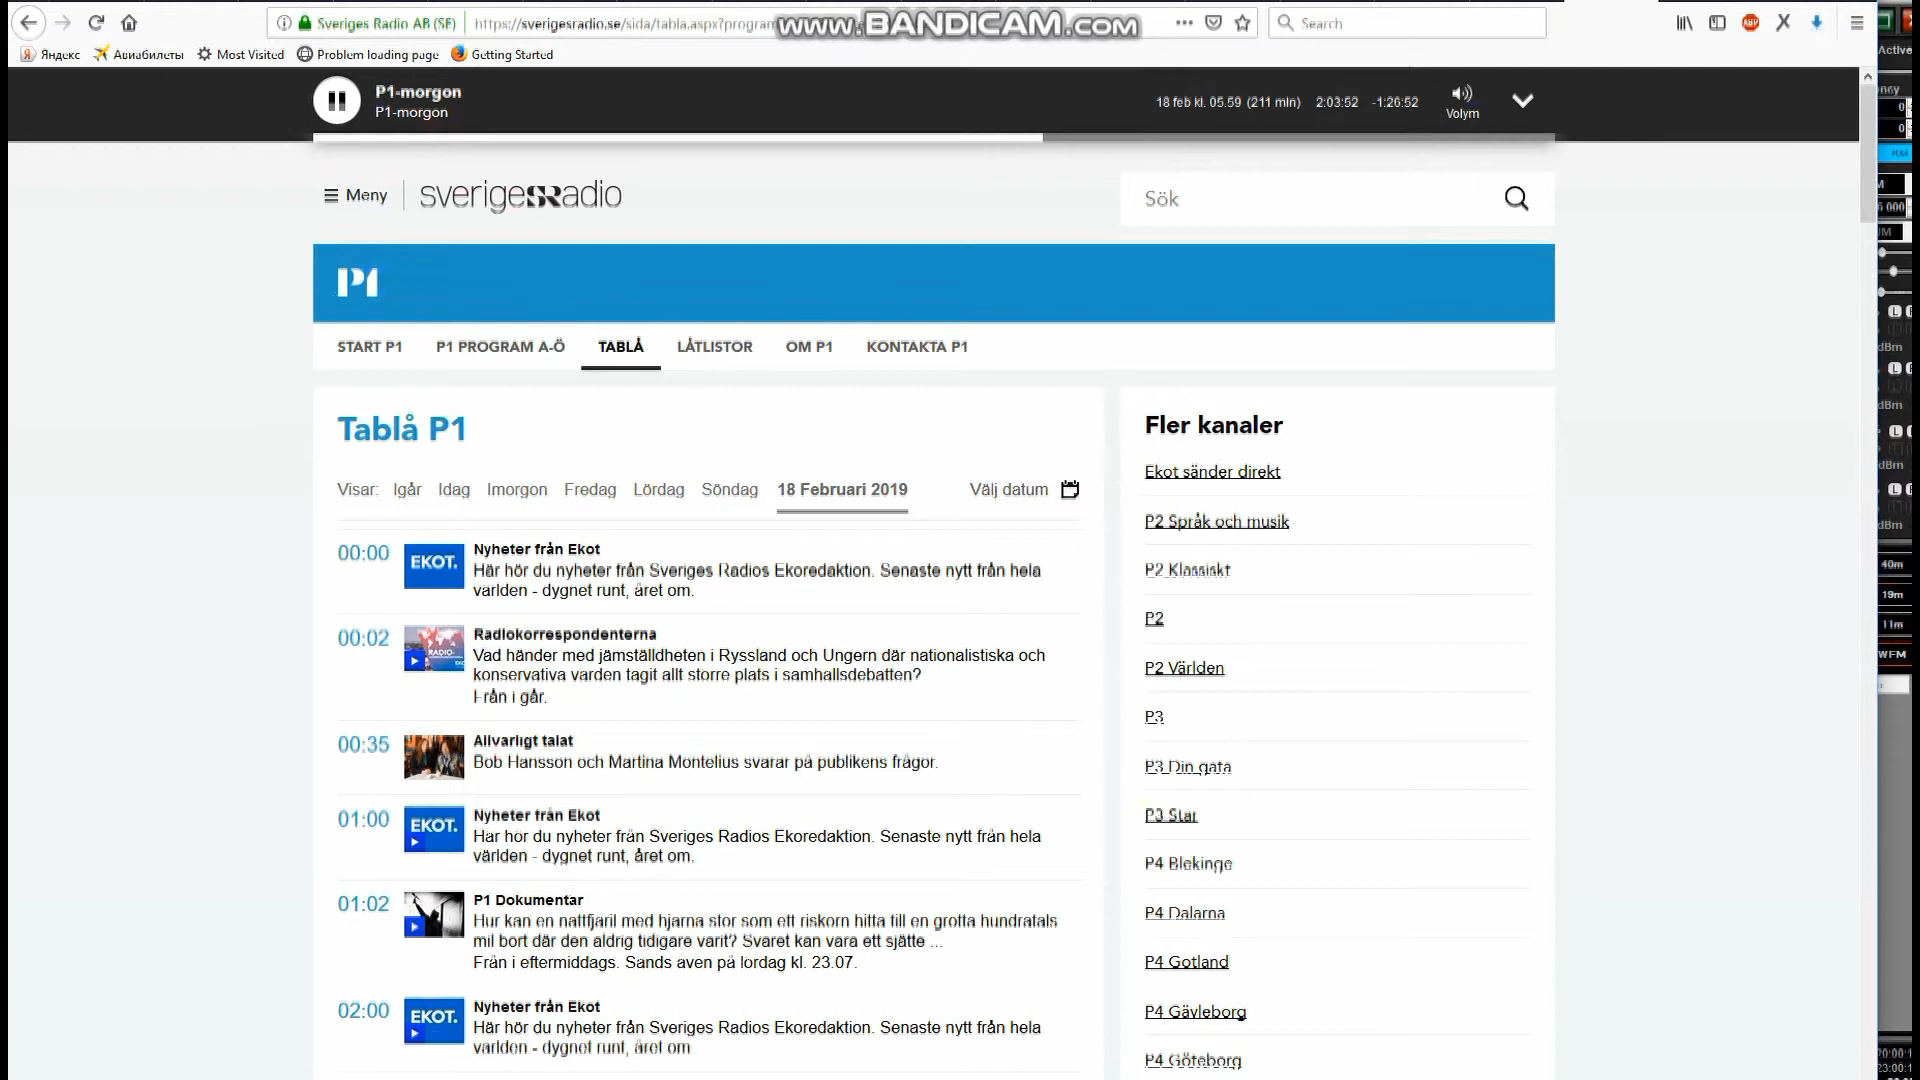 Sveriges Radio AB (SE)
https://sverigesradio.se/sida/tabla.aspx?program
www.BANDICAM.com
Search
Яндекс
Авиабилеты
Most Visited
Problem loading page
Getting Started
P1-morgon
P1-morgon
18 feb kl. 05.59 (211 min)
2:03:52
-1:26:52
Volym
Meny
sverigesRadio
Sök
P1
START P1
P1 PROGRAM A-Ö
TABLÅ
LÅTLISTOR
OM P1
KONTAKTA P1
Tablå P1
Visar:
Igår
Idag
Imorgon
Fredag
Lördag
Söndag
18 Februari 2019
Välj datum
00:00
EKOT.
Nyheter från Ekot
Här hör du nyheter från Sveriges Radios Ekoredaktion. Senaste nytt från hela
världen - dygnet runt, året om.
00:02
Radiokorrespondenterna
Vad händer med jämställdheten i Ryssland och Ungern där nationalistiska och
konservativa värden tagit allt större plats i samhällsdebatten?
Från i går.
00:35
Allvarligt talat
Bob Hansson och Martina Montelius svarar på publikens frågor.
01:00
EKOT.
Nyheter från Ekot
Här hör du nyheter från Sveriges Radios Ekoredaktion. Senaste nytt från hela
världen - dygnet runt, året om.
01:02
P1 Dokumentär
Hur kan en nattfjäril med hjärna stor som ett riskorn hitta till en grotta hundratals
mil bort där den aldrig tidigare varit? Svaret kan vara ett sjätte ...
Från i eftermiddags. Sänds även på lördag kl. 23.07.
02:00
EKOT.
Nyheter från Ekot
Här hör du nyheter från Sveriges Radios Ekoredaktion. Senaste nytt från hela
världen - dygnet runt, året om
Fler kanaler
Ekot sänder direkt
P2 Språk och musik
P2 Klassiskt
P2
P2 Världen
P3
P3 Din gata
P3 Star
P4 Blekinge
P4 Dalarna
P4 Gotland
P4 Gävleborg
P4 Göteborg
Active
dBm
dBm
dBm
dBm
40m
19m
11m
WFM